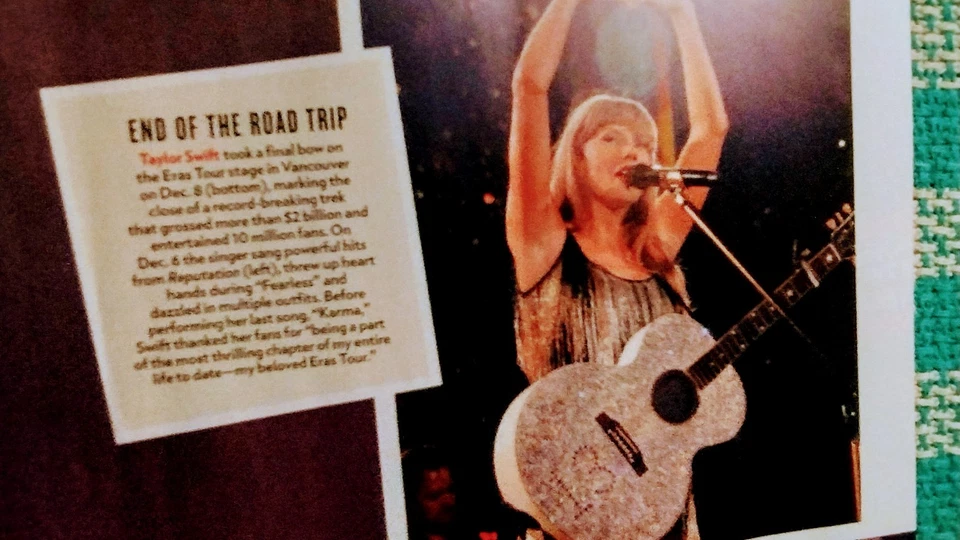 END OF THE ROAD TRIP
Taylor Swift took a final bow on
the Eras Tour stage in Vancouver
on Dec. 8 (bottom), marking the
close of a record-breaking trek
that grossed more than $2 billion and
entertained 10 million fans. On
Dec. 6 the singer sang powerful hits
from Reputation (left), threw up heart
hands during “Fearless” and
dazzled in multiple outfits. Before
performing her last song, “Karma,”
Swift thanked her fans for “being a part
of the most thrilling chapter of my entire
life to date—my beloved Eras Tour.”